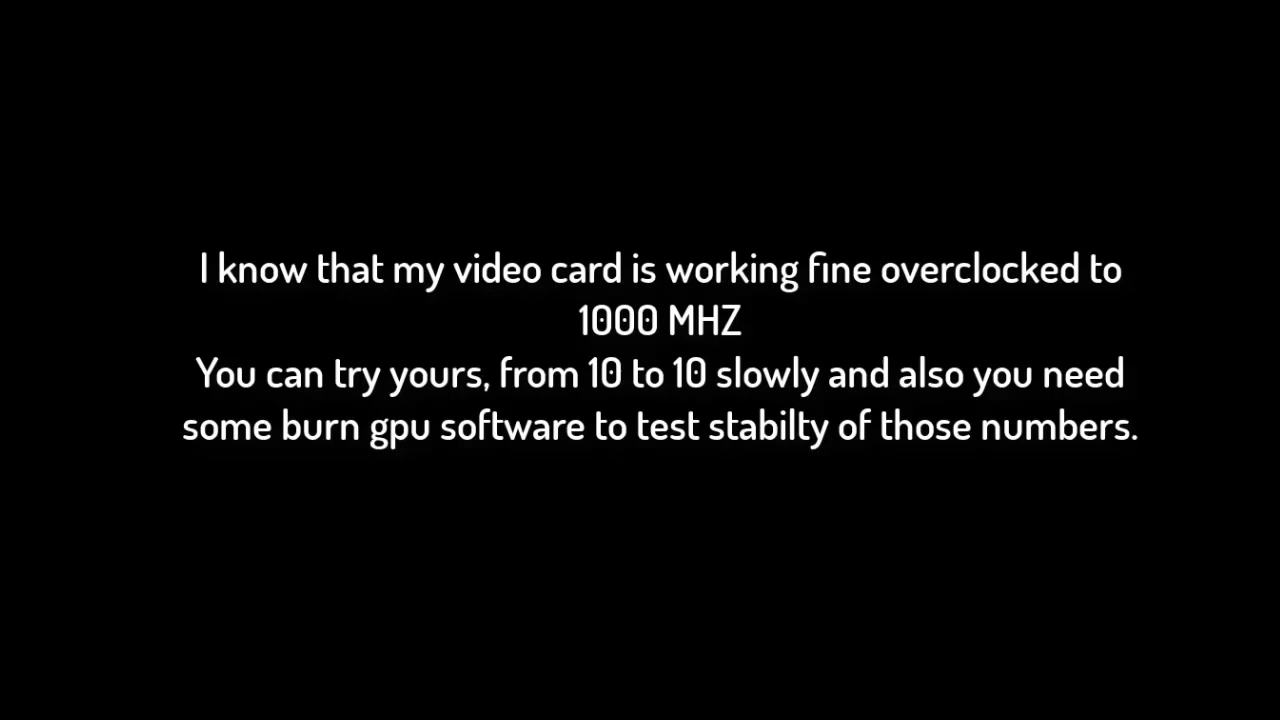 I know that my video card is working fine overclocked to
1000 MHZ
You can try yours, from 10 to 10 slowly and also you need
some burn gpu software to test stabilty of those numbers.